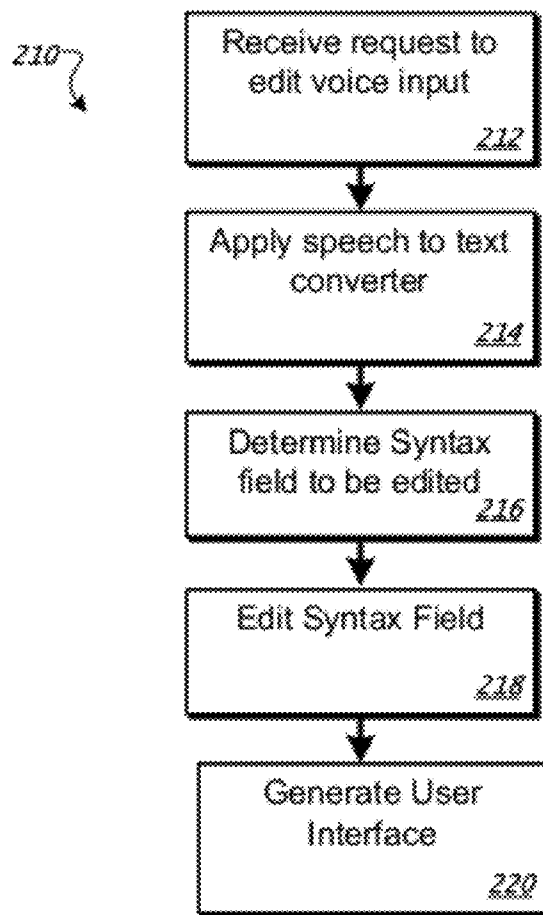 210
Receive request to
edit voice input
212
Apply speech to text
converter
214
Determine Syntax
field to be edited
216
Edit Syntax Field
218
Generate User
Interface
220